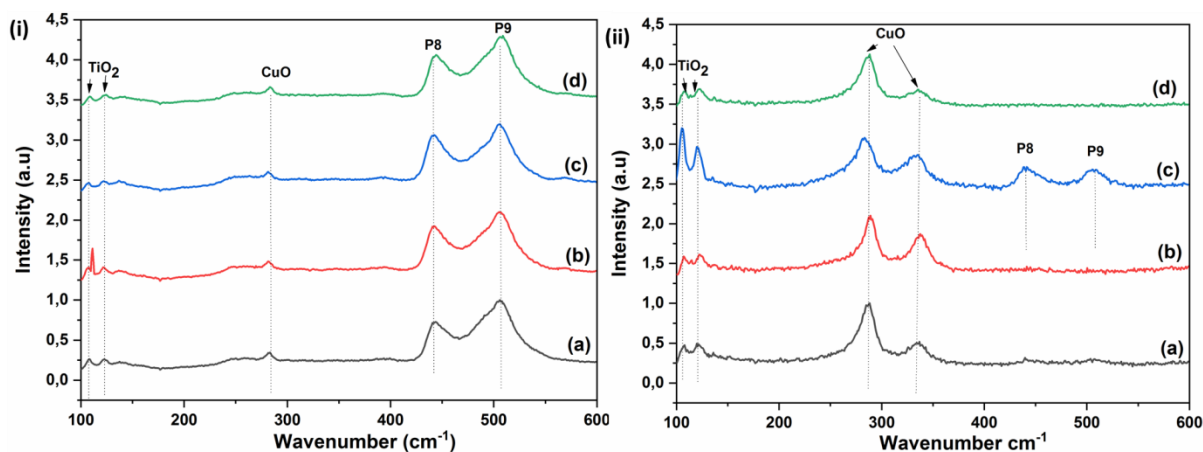 (i)
4,5
4,0
3,5
3,0
2,5
2,0
1,5
1,0
0,5
0,0
Intensity (a.u)
TiO₂
CuO
P8
P9
(d)
(c)
(b)
(a)
100
200
300
400
500
600
Wavenumber (cm⁻¹)
(ii)
4,5
4,0
3,5
3,0
2,5
2,0
1,5
1,0
0,5
0,0
Intensity (a.u)
TiO₂
CuO
(d)
P8
P9
(c)
(b)
(a)
100
200
300
400
500
600
Wavenumber cm⁻¹